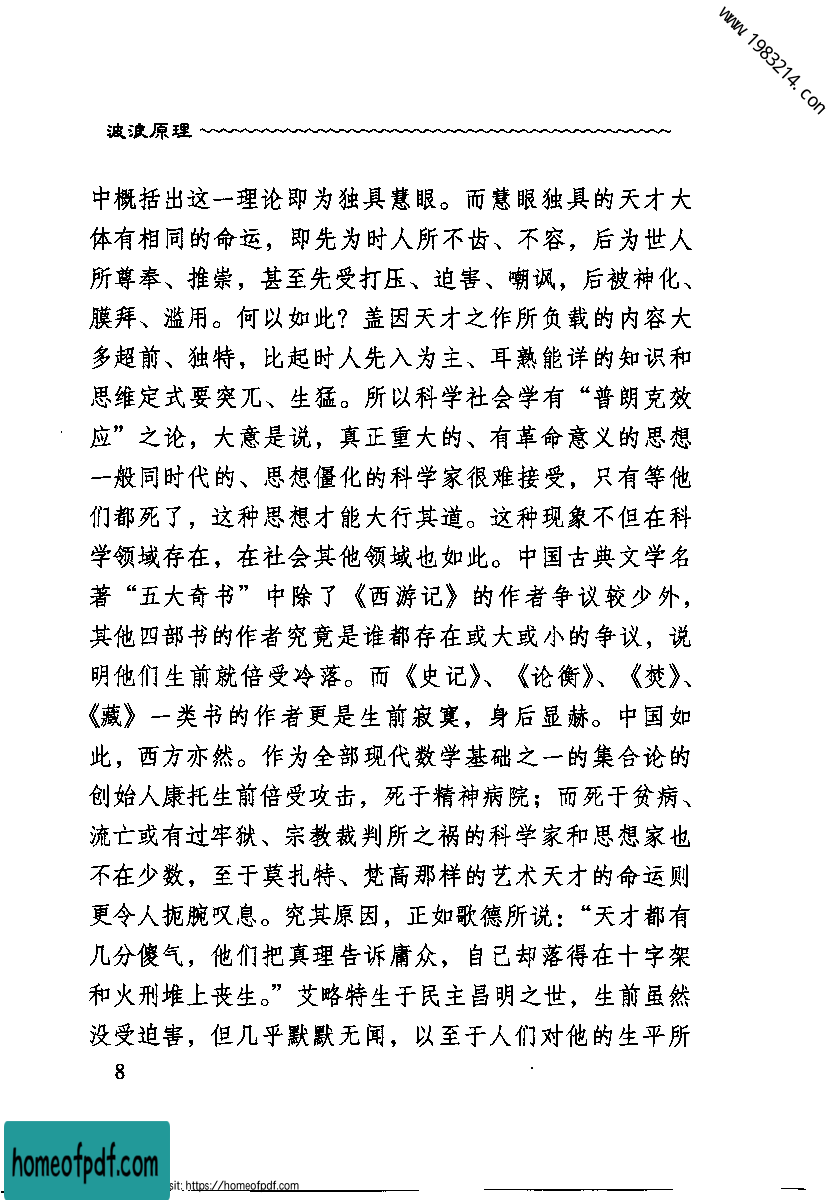 www.1983214.con
波浪原理
中概括出这一理论即为独具慧眼。而慧眼独具的天才大
体有相同的命运，即先为时人所不齿、不容，后为世人
所尊奉、推崇，甚至先受打压、迫害、嘲讽，后被神化、
膜拜、滥用。何以如此？盖因天才之作所负载的内容大
多超前、独特，比起时人先入为主、耳熟能详的知识和
思维定式要突兀、生猛。所以科学社会学有“普朗克效
应”之论，大意是说，真正重大的、有革命意义的思想
一般同时代的、思想僵化的科学家很难接受，只有等他
们都死了，这种思想才能大行其道。这种现象不但在科
学领域存在，在社会其他领域也如此。中国古典文学名
著“五大奇书”中除了《西游记》的作者争议较少外，
其他四部书的作者究竟是谁都存在或大或小的争议，说
明他们生前就倍受冷落。而《史记》、《论衡》、《焚》、
《藏》一类书的作者更是生前寂寞，身后显赫。中国如
此，西方亦然。作为全部现代数学基础之一的集合论的
创始人康托生前倍受攻击，死于精神病院；而死于贫病、
流亡或有过牢狱、宗教裁判所之祸的科学家和思想家也
不在少数，至于莫扎特、梵高那样的艺术天才的命运则
更令人扼腕叹息。究其原因，正如歌德所说：“天才都有
几分傻气，他们把真理告诉庸众，自己却落得在十字架
和火刑堆上丧生。”艾略特生于民主昌明之世，生前虽然
没受迫害，但几乎默默无闻，以至于人们对他的生平所
8
homeofpdf.com
sit: https://homeofpdf.com